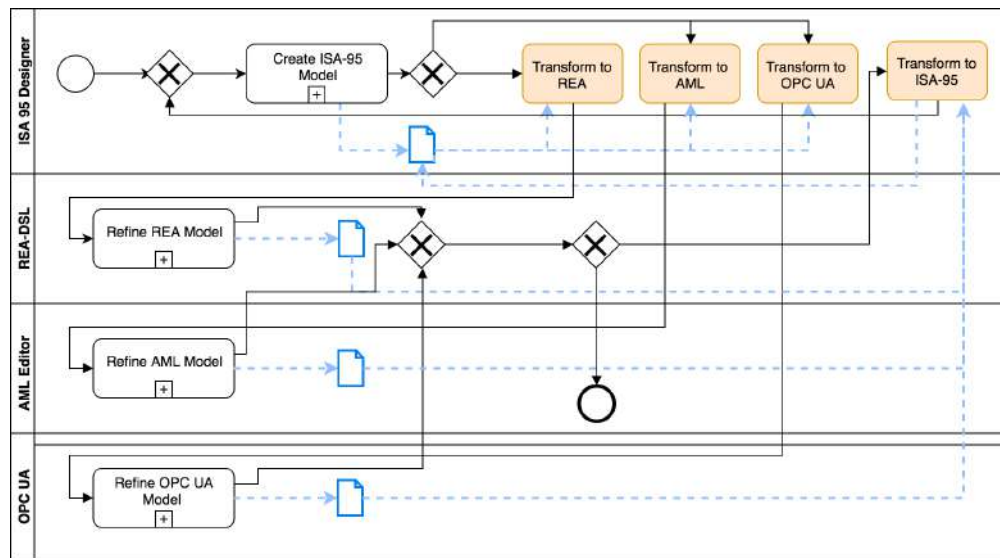 ISA 95 Designer
Create ISA-95
Model
Transform to
REA
Transform to
AML
Transform to
OPC UA
Transform to
ISA-95
REA-DSL
Refine REA Model
AML Editor
Refine AML Model
OPC UA
Refine OPC UA
Model